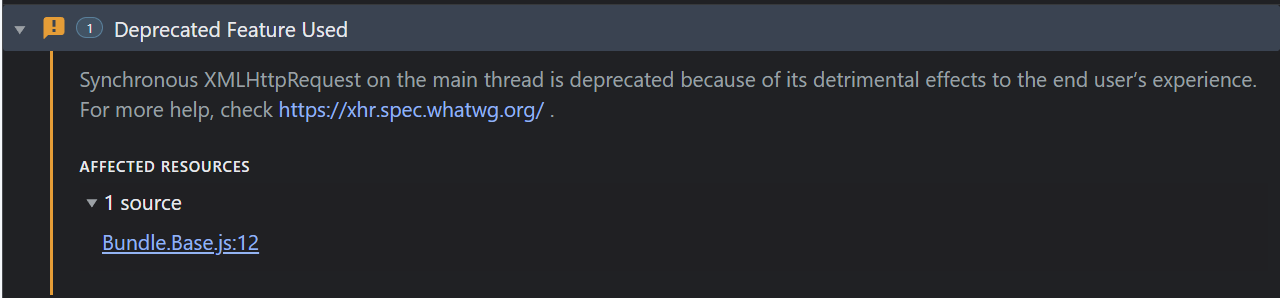 1 Deprecated Feature Used
Synchronous XMLHttpRequest on the main thread is deprecated because of its detrimental effects to the end user’s experience.
For more help, check https://xhr.spec.whatwg.org/ .
AFFECTED RESOURCES
1 source
Bundle.Base.js:12